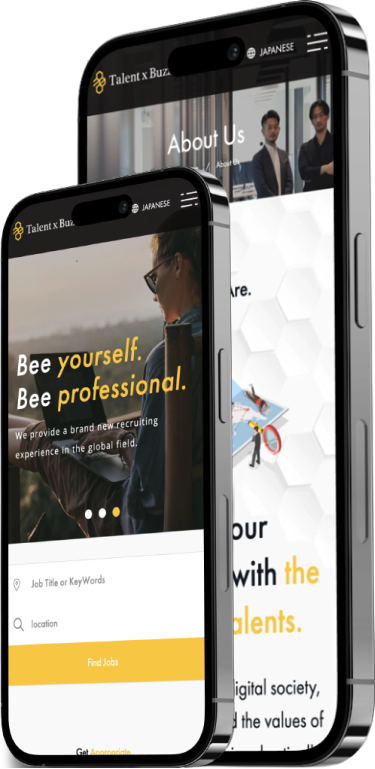 Talent x Buzz
JAPANESE
About Us
/ About Us
Are.
our
with the
talents.
digital society,
the values of
Talent x Buzz
JAPANESE
Bee yourself.
Bee professional.
We provide a brand new recruiting
experience in the global field.
Job Title or KeyWords
location
Find Jobs
Get Appropriate